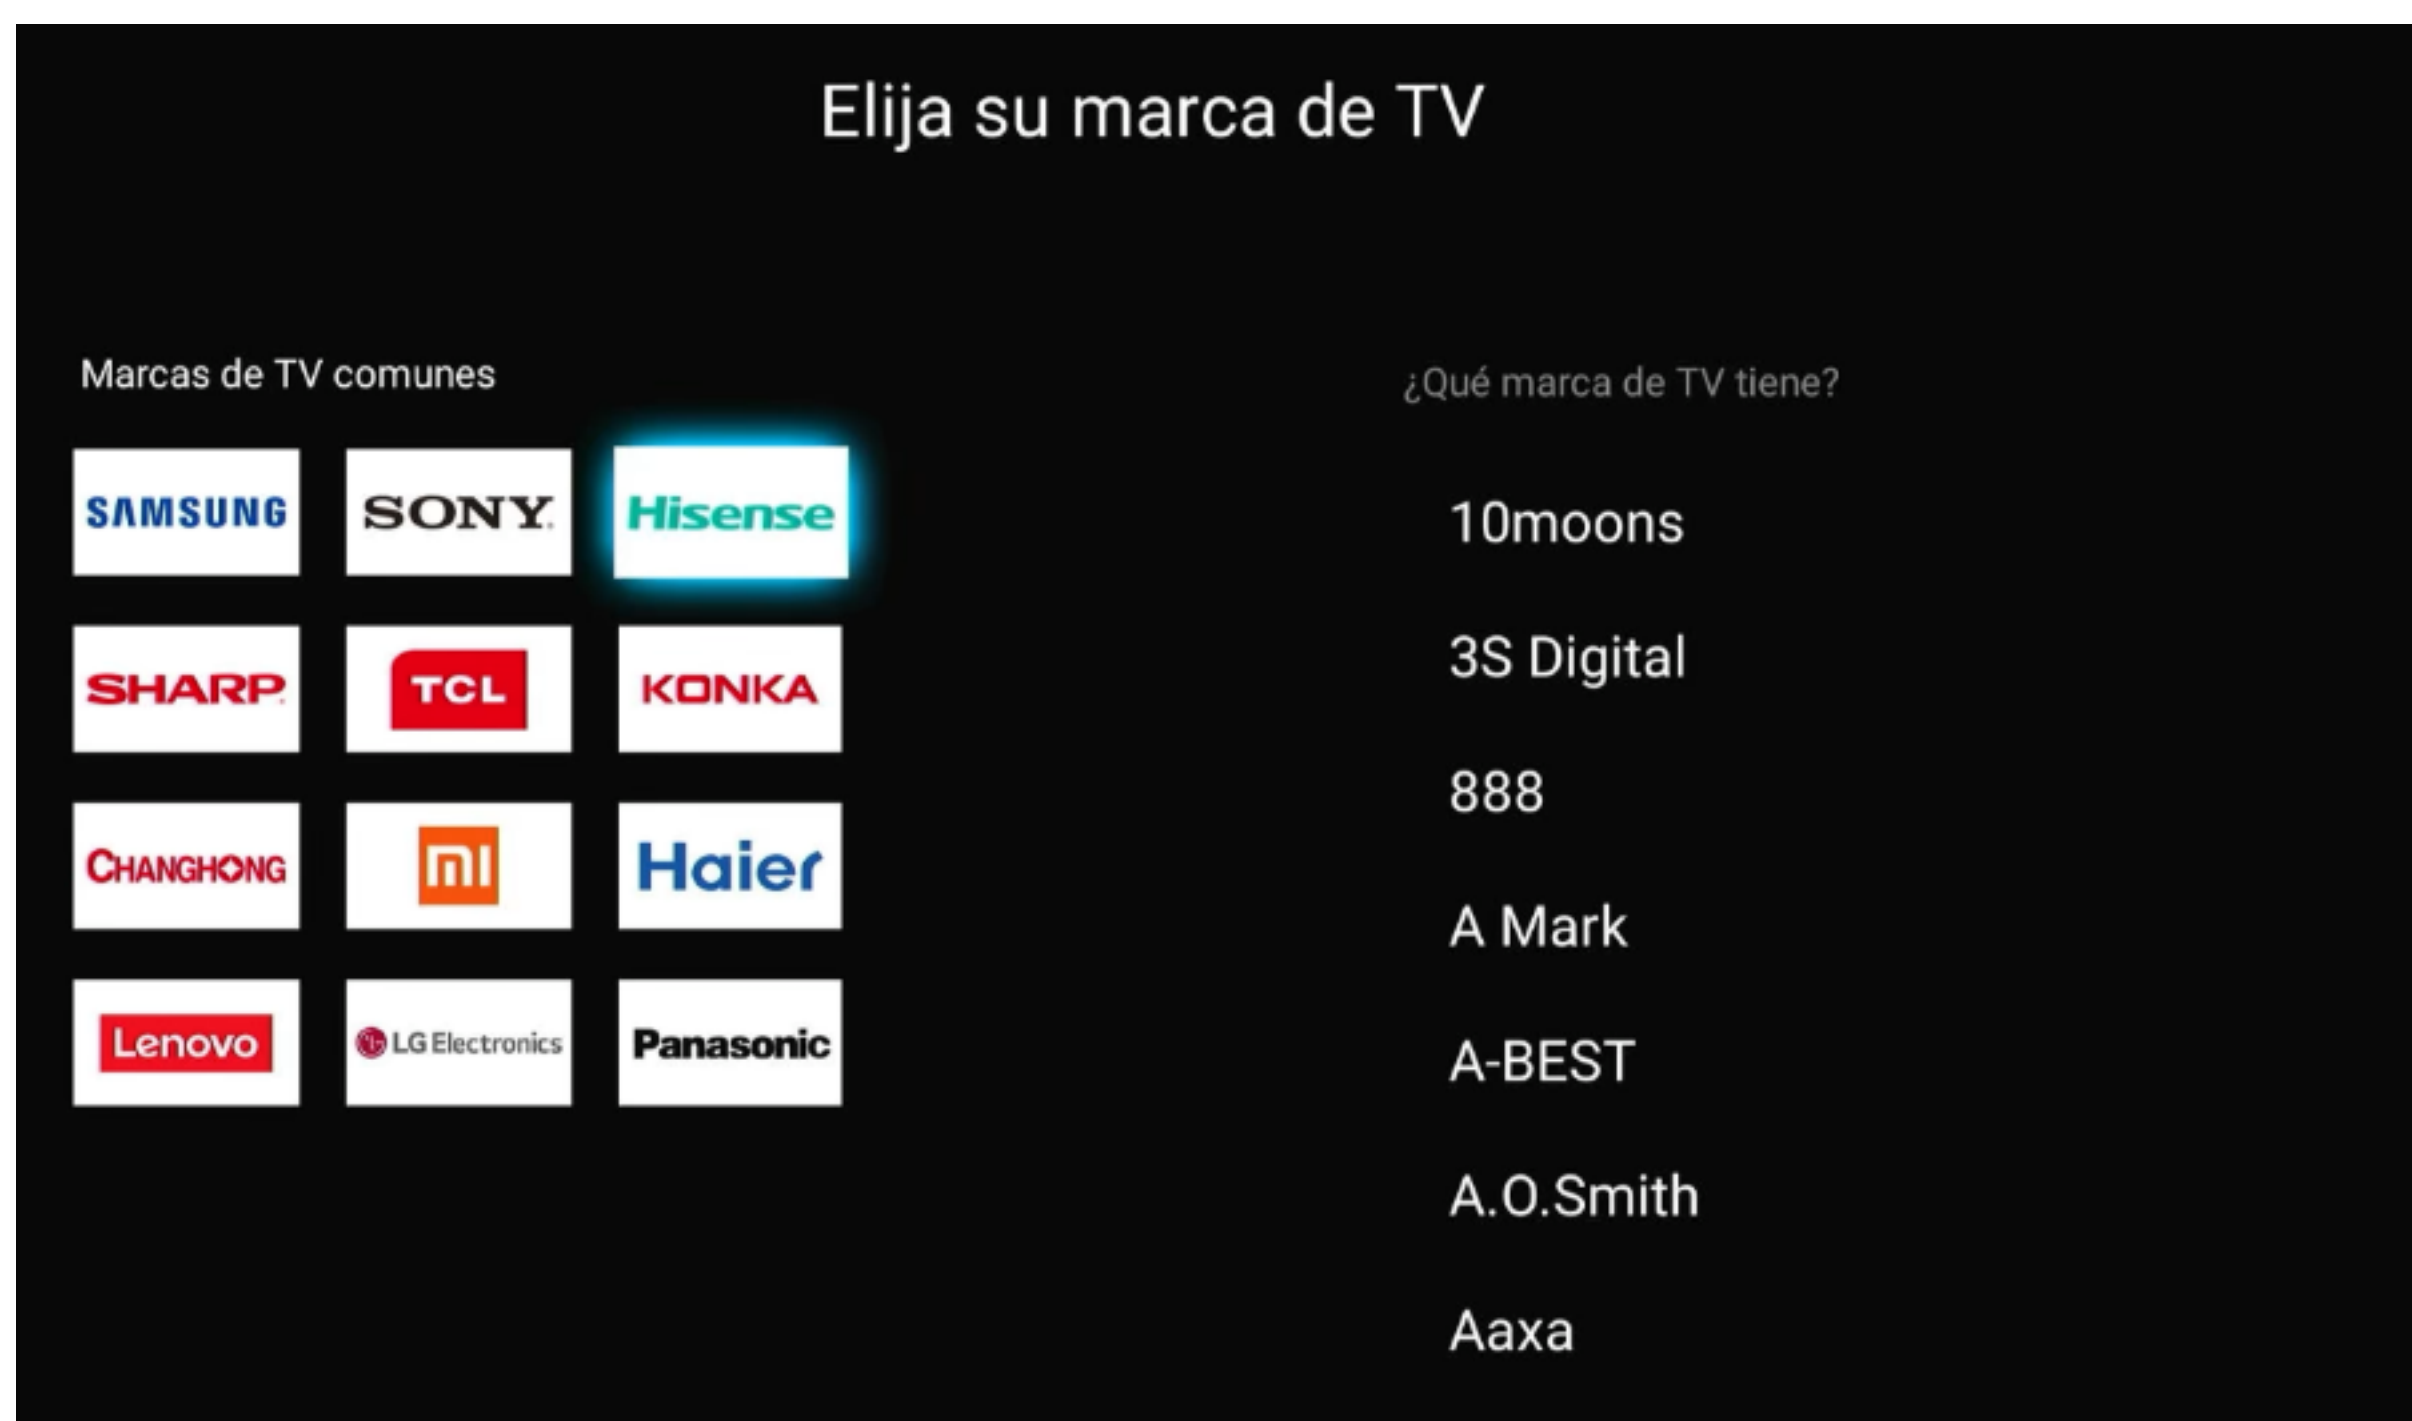 Elija su marca de TV
Marcas de TV comunes
SAMSUNG SONY Hisense
SHARP TCL KONKA
CHANGHONG mi Haier
Lenovo LG LG Electronics Panasonic
¿Qué marca de TV tiene?
10moons
3S Digital
888
A Mark
A-BEST
A.O.Smith
Aaxa